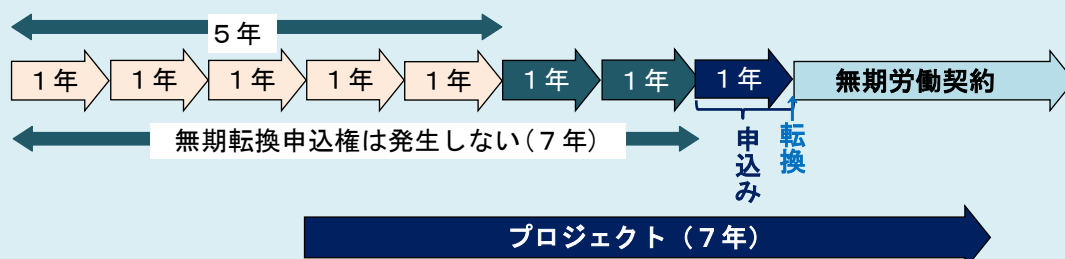 ５年
１年
１年
１年
１年
１年
１年
１年
１年
無期労働契約
無期転換申込権は発生しない（７年）
申込み
転換
プロジェクト（７年）